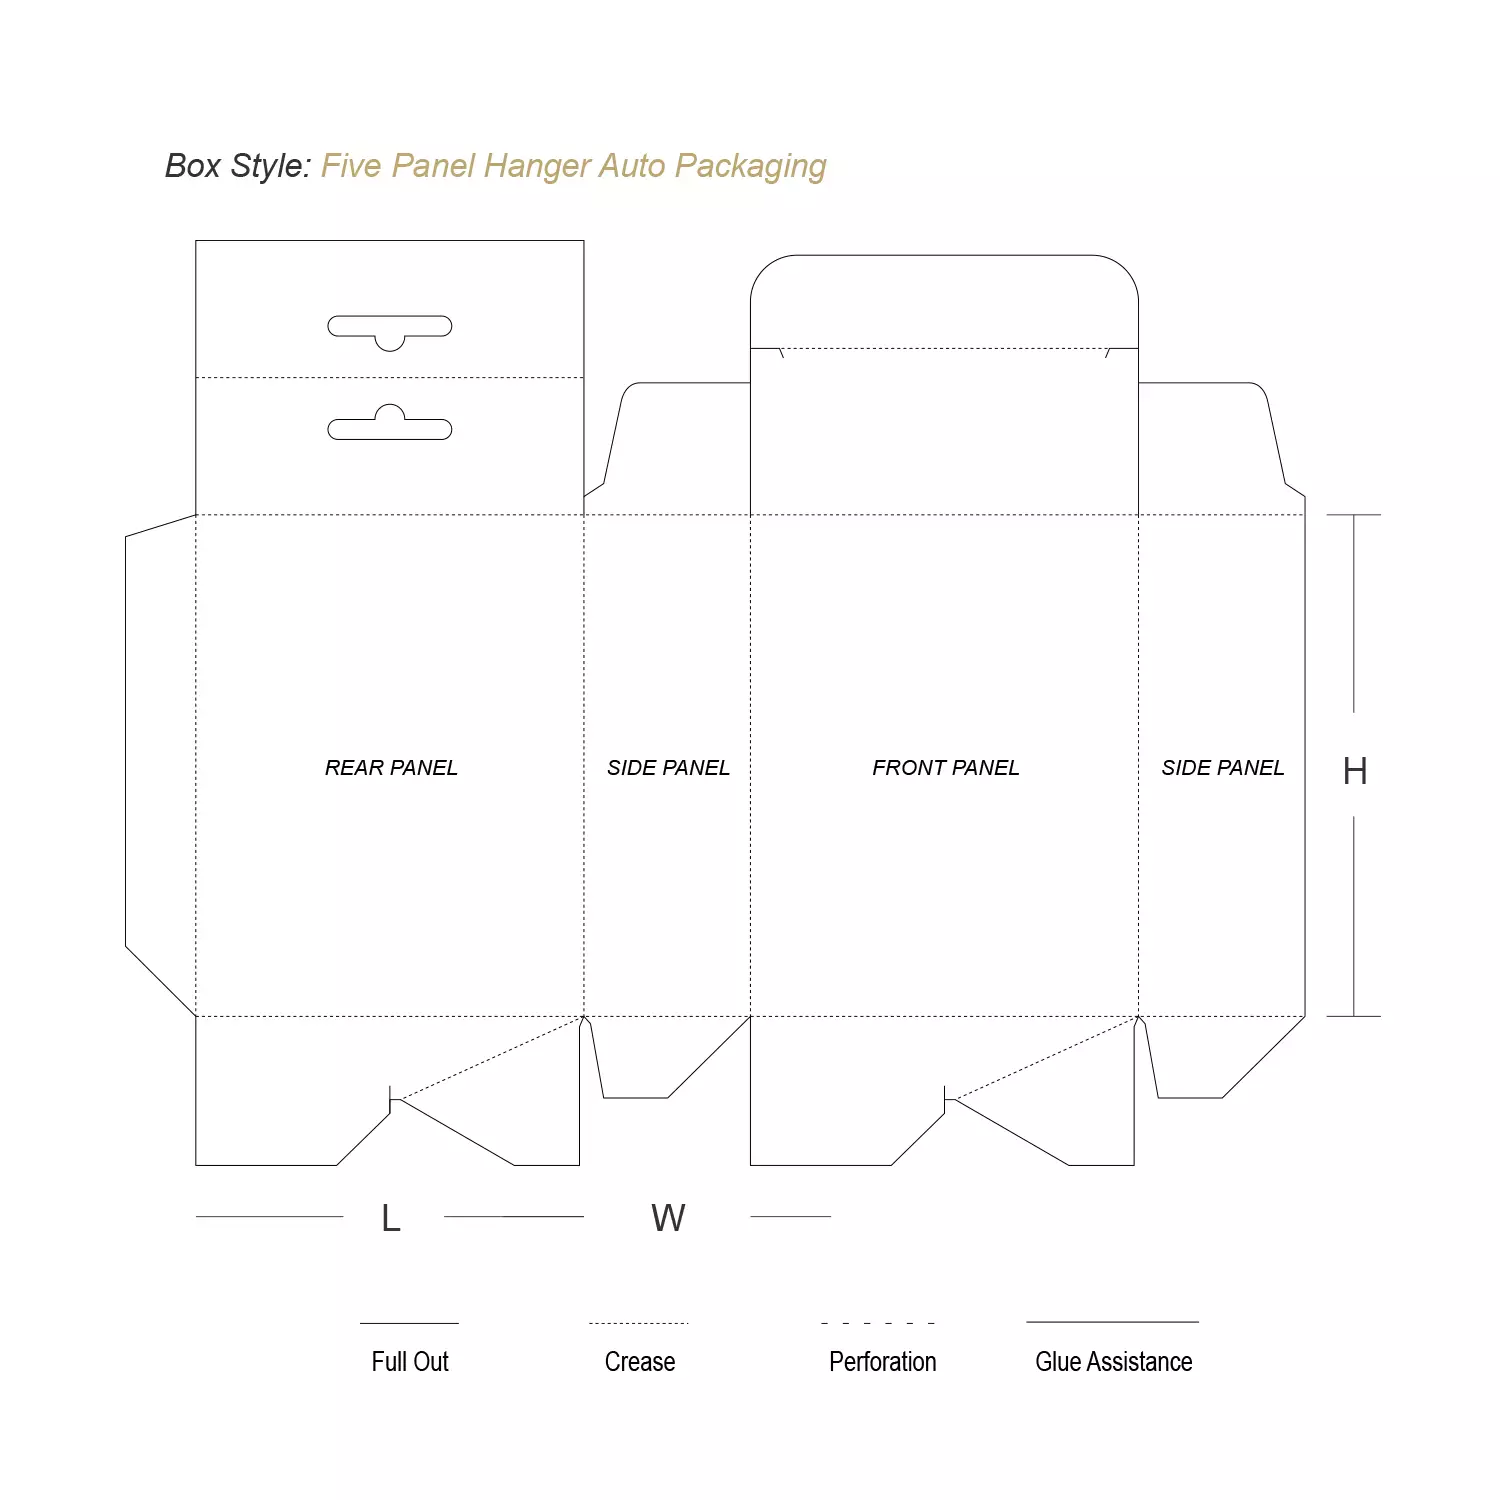 Box Style: Five Panel Hanger Auto Packaging
REAR PANEL
SIDE PANEL
FRONT PANEL
SIDE PANEL
H
L
W
Full Out
Crease
Perforation
Glue Assistance